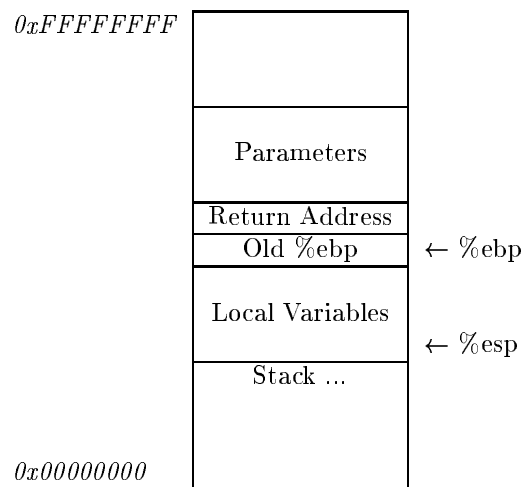 0xFFFFFFFF
Parameters
Return Address
Old %ebp ← %ebp
Local Variables
← %esp
Stack ...
0x00000000